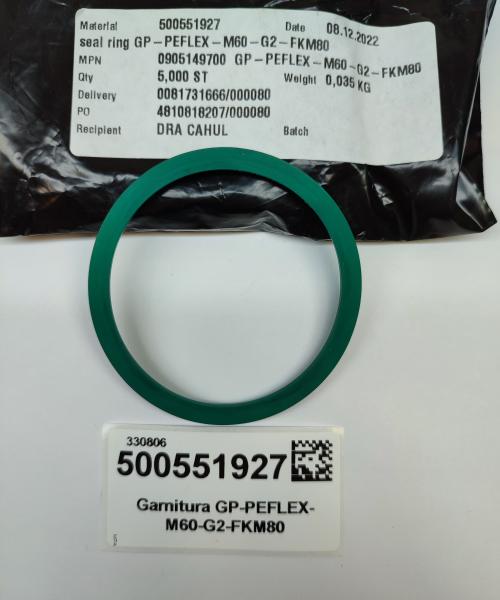 Material 500551927 Date 08.12.2022
seal ring GP-PEFLEX-M60-G2-FKM80
MPN 0905149700 GP-PEFLEX-M60-G2-FKM80
Qty 5,000 ST Weight 0,035 KG
Delivery 0081731666/000080
PO 4810818207/000080
Recipient DRA CAHUL Batch
330806
500551927
Garnitura GP-PEFLEX-
M60-G2-FKM80